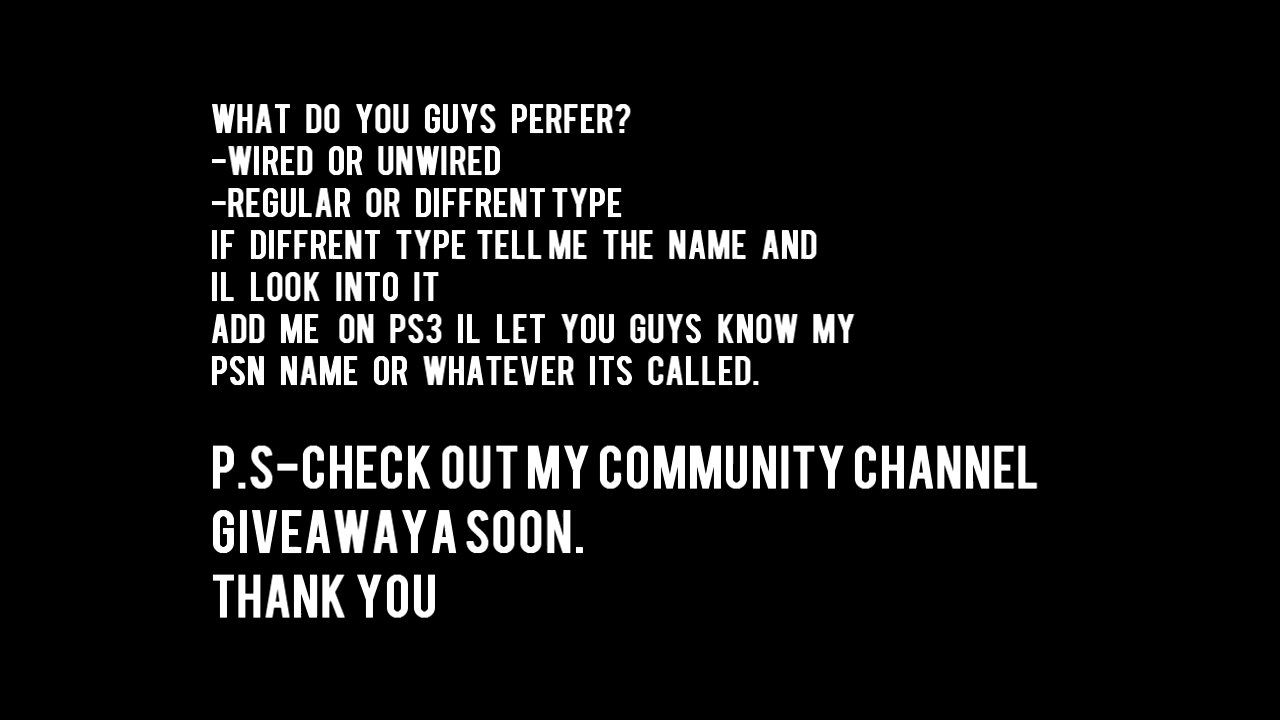 WHAT DO YOU GUYS PERFER?
-WIRED OR UNWIRED
-REGULAR OR DIFFRENT TYPE
IF DIFFRENT TYPE TELL ME THE NAME AND
IL LOOK INTO IT
ADD ME ON PS3 IL LET YOU GUYS KNOW MY
PSN NAME OR WHATEVER ITS CALLED.
P.S-CHECK OUT MY COMMUNITY CHANNEL
GIVEAWAYA SOON.
THANK YOU